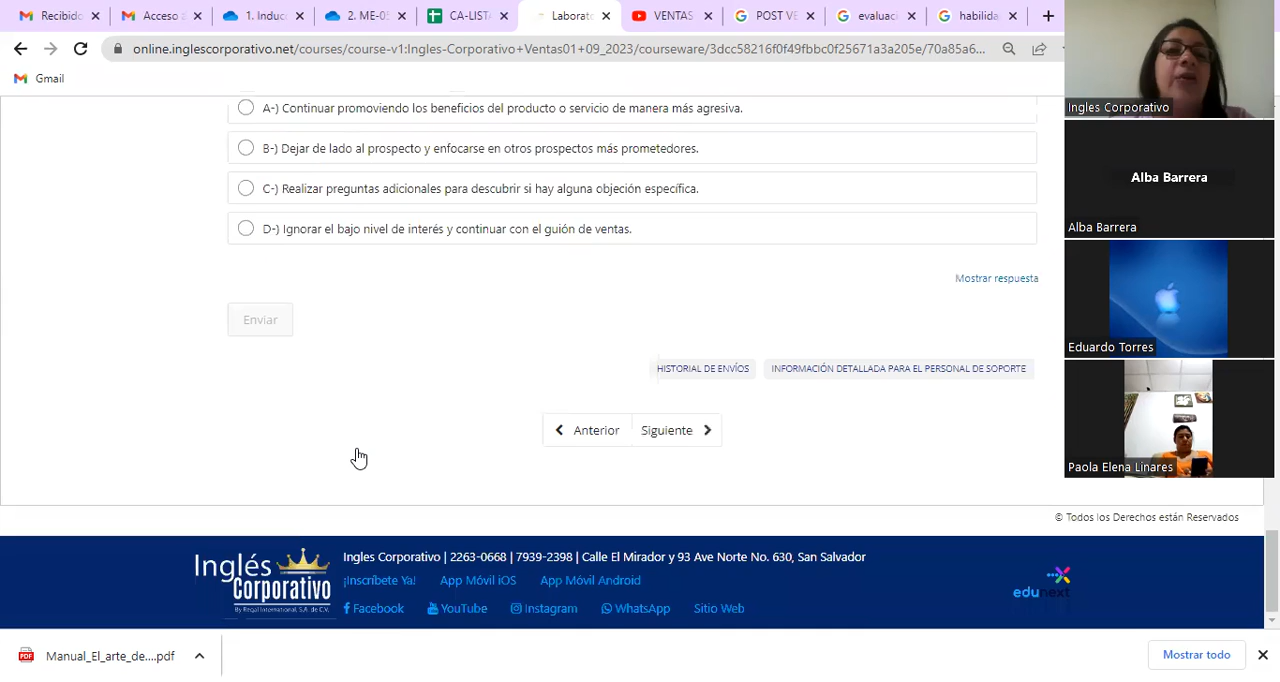 Recibido
Acceso a
1. Induc
2. ME-05
CA-LISTA
Laborato
VENTAS
POST VE
evaluaci
habilida
online.inglescorporativo.net/courses/course-v1:Ingles-Corporativo+Ventas01+09_2023/courseware/3dcc58216f0f49fbbc0f25671a3a205e/70a85a6...
Gmail
A-) Continuar promoviendo los beneficios del producto o servicio de manera más agresiva.
B-) Dejar de lado al prospecto y enfocarse en otros prospectos más prometedores.
C-) Realizar preguntas adicionales para descubrir si hay alguna objeción específica.
D-) Ignorar el bajo nivel de interés y continuar con el guión de ventas.
Mostrar respuesta
Enviar
HISTORIAL DE ENVÍOS
INFORMACIÓN DETALLADA PARA EL PERSONAL DE SOPORTE
Anterior
Siguiente
© Todos los Derechos están Reservados
Inglés
Corporativo
By Regal International, S.A. de C.V.
Ingles Corporativo | 2263-0668 | 7939-2398 | Calle El Mirador y 93 Ave Norte No. 630, San Salvador
¡Inscríbete Ya! App Móvil iOS App Móvil Android
Facebook YouTube Instagram WhatsApp Sitio Web
edunext
Manual_El_arte_de....pdf
Mostrar todo
Ingles Corporativo
Alba Barrera
Alba Barrera
Eduardo Torres
Paola Elena Linares